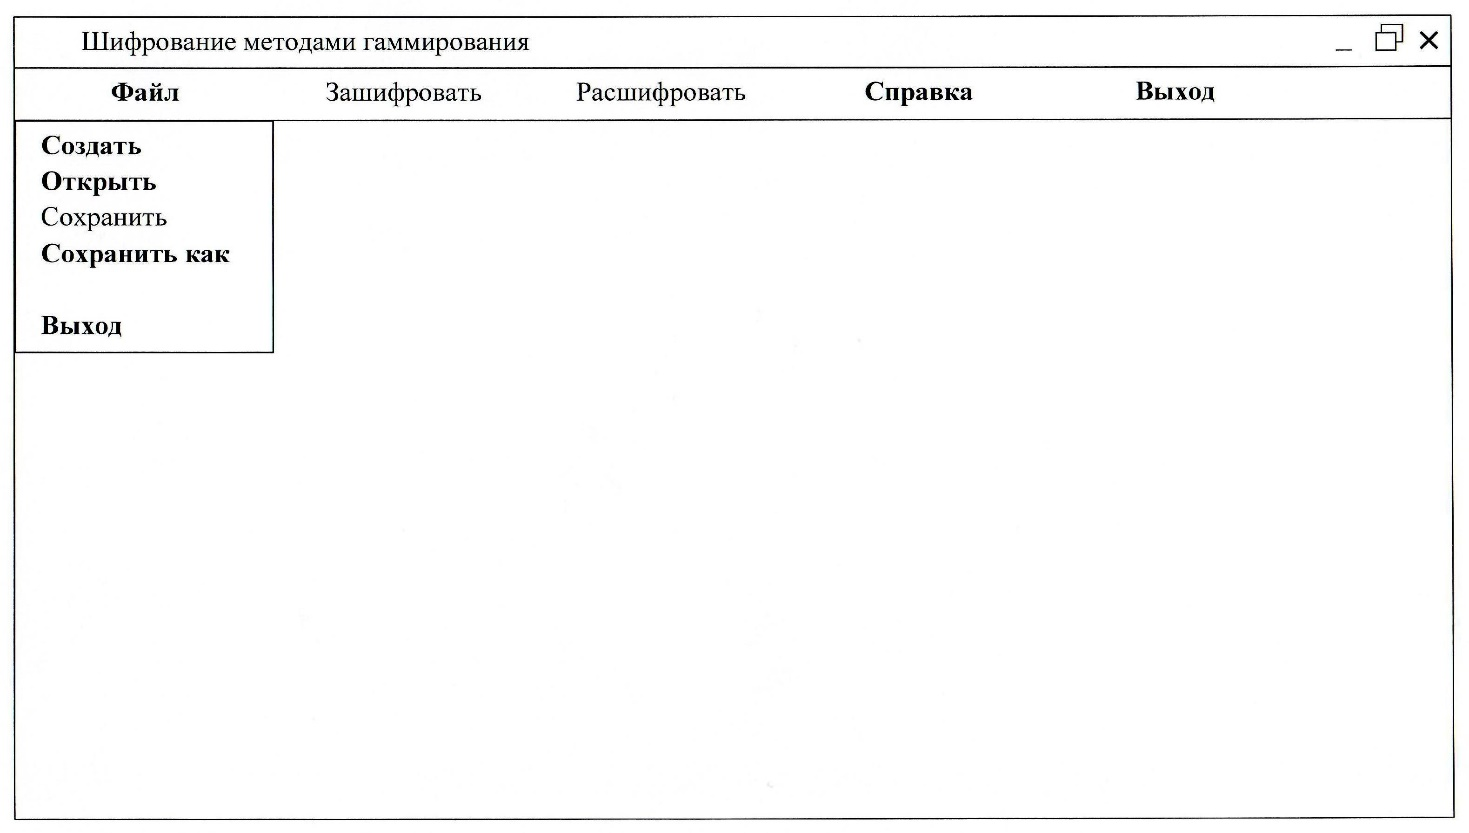 Шифрование методами гаммирования
Файл Зашифровать Расшифровать Справка Выход
Создать
Открыть
Сохранить
Сохранить как
Выход